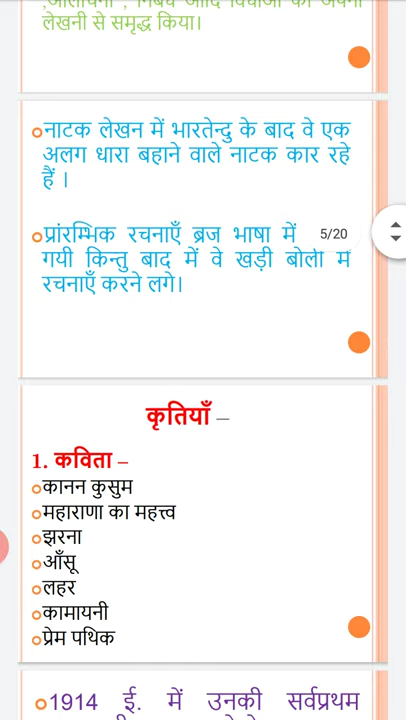 लेखनी से समृद्ध किया।
नाटक लेखन में भारतेन्दु के बाद वे एक
अलग धारा बहाने वाले नाटक कार रहे
हैं ।
प्रांरम्भिक रचनाएँ ब्रज भाषा में 5/20
गयी किन्तु बाद में वे खड़ी बोली में
रचनाएँ करने लगे।
कृतियाँ –
1. कविता –
कानन कुसुम
महाराणा का महत्त्व
झरना
आँसू
लहर
कामायनी
प्रेम पथिक
1914 ई. में उनकी सर्वप्रथम